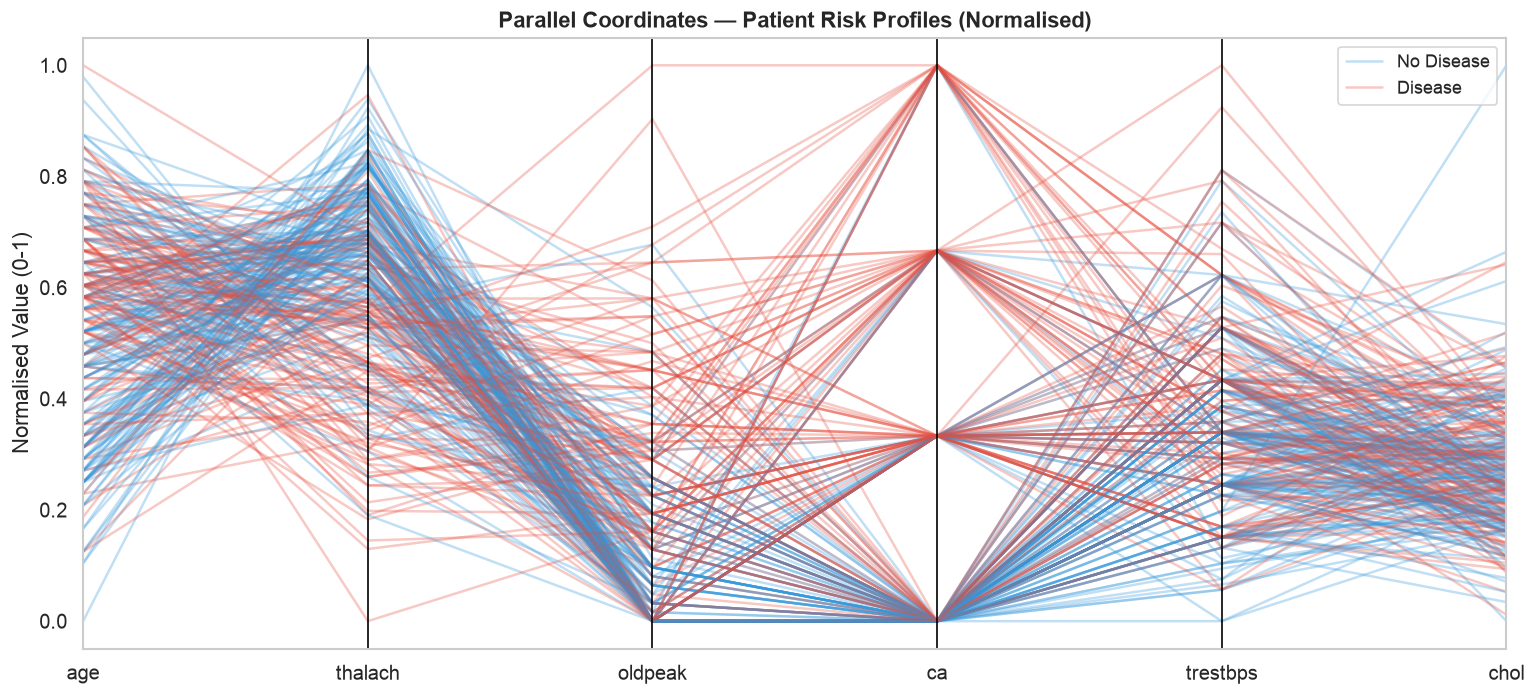 Parallel Coordinates — Patient Risk Profiles (Normalised)
No Disease
Disease
Normalised Value (0-1)
1.0
0.8
0.6
0.4
0.2
0.0
age thalach oldpeak ca trestbps chol